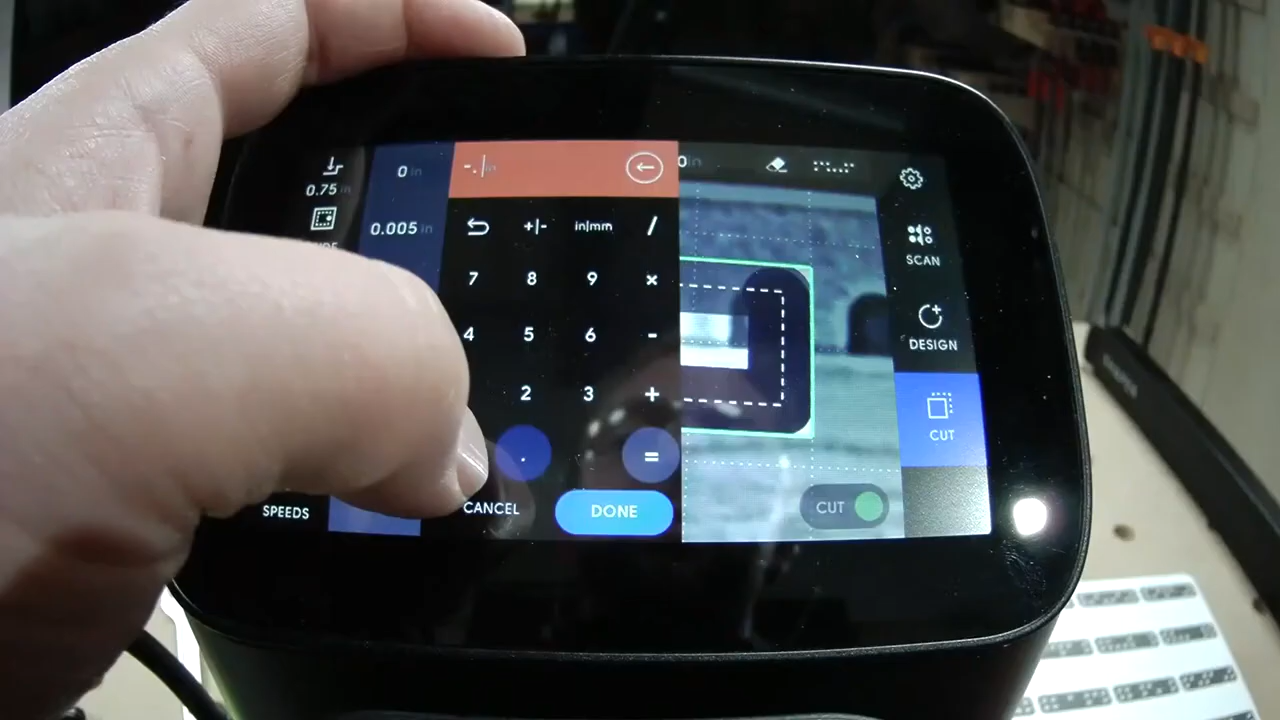 0.75 in
0 in
0.005 in
-. in
0 in
+|-
in|mm
/
7 8 9 ×
4 5 6 -
2 3 +
. =
CANCEL
DONE
SPEEDS
SCAN
DESIGN
CUT
CUT